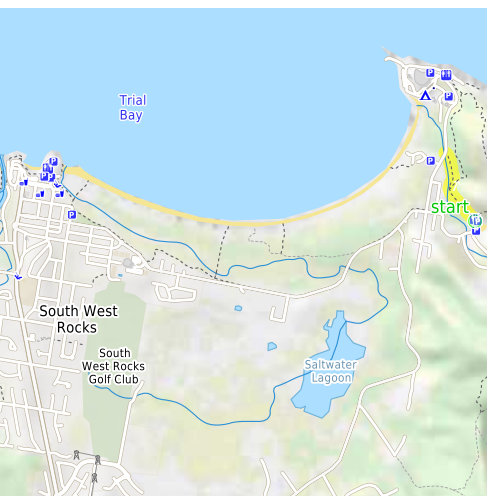 Trial
Bay
P
P
P
start
P
P
P
P
P
South West
Rocks
South
West Rocks
Golf Club
Saltwater
Lagoon